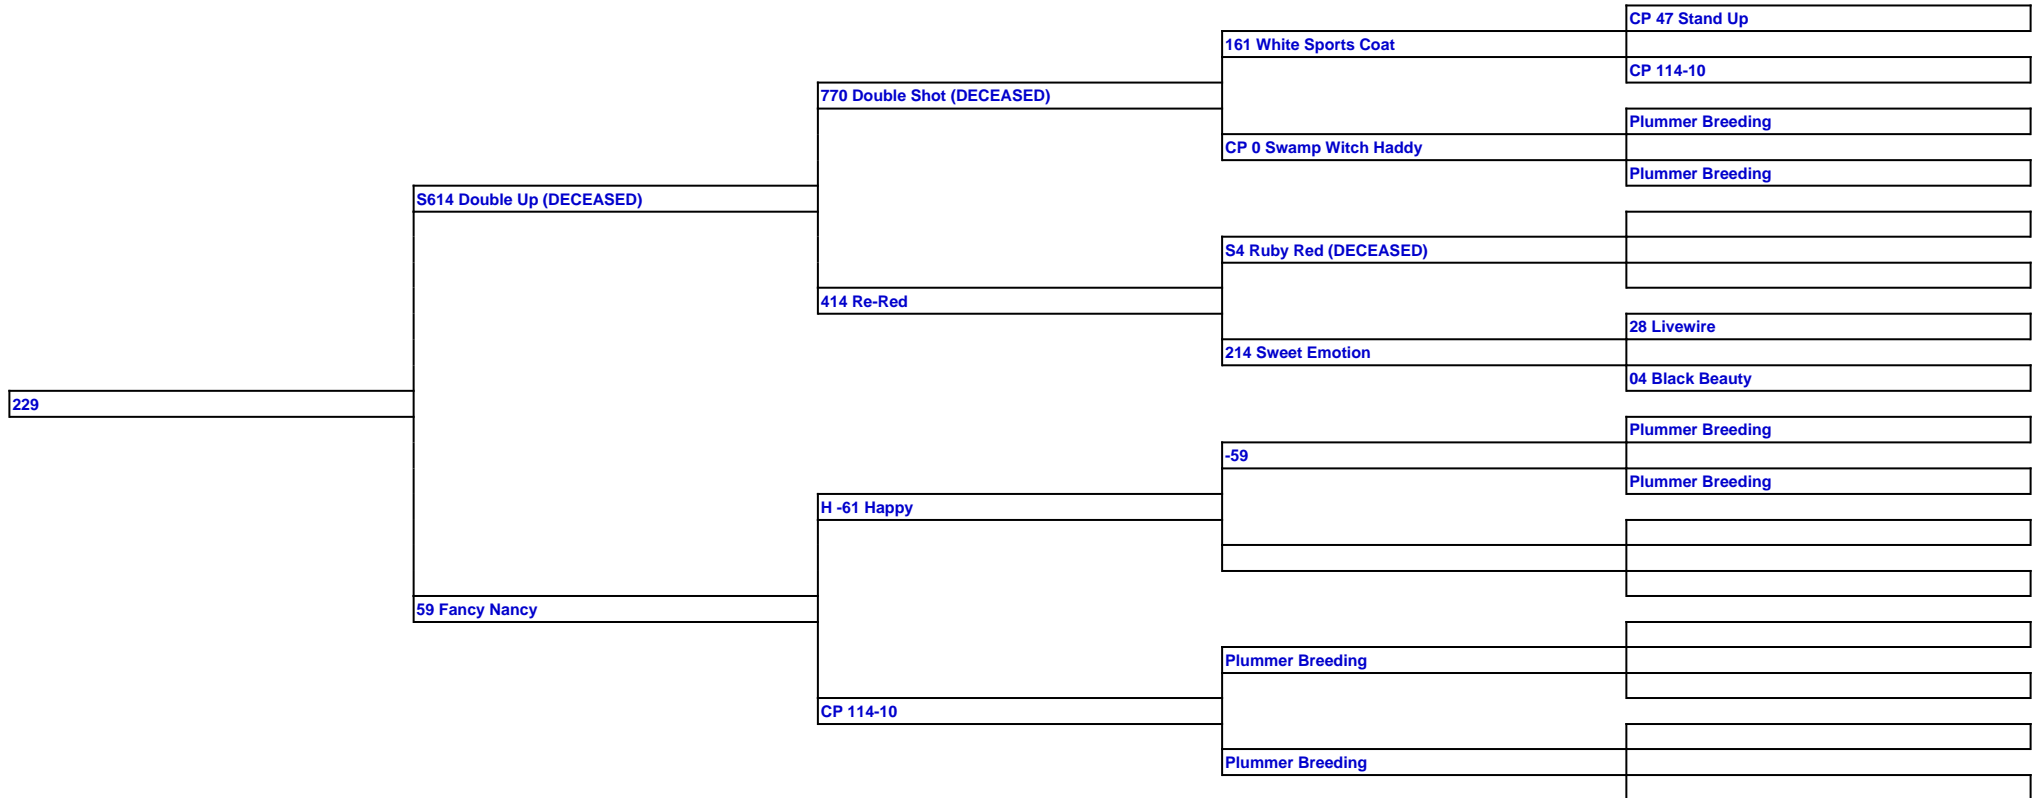 CP 47 Stand Up
161 White Sports Coat
CP 114-10
770 Double Shot (DECEASED)
Plummer Breeding
CP 0 Swamp Witch Haddy
Plummer Breeding
S614 Double Up (DECEASED)
S4 Ruby Red (DECEASED)
414 Re-Red
28 Livewire
214 Sweet Emotion
04 Black Beauty
229
Plummer Breeding
-59
Plummer Breeding
H -61 Happy
59 Fancy Nancy
Plummer Breeding
CP 114-10
Plummer Breeding